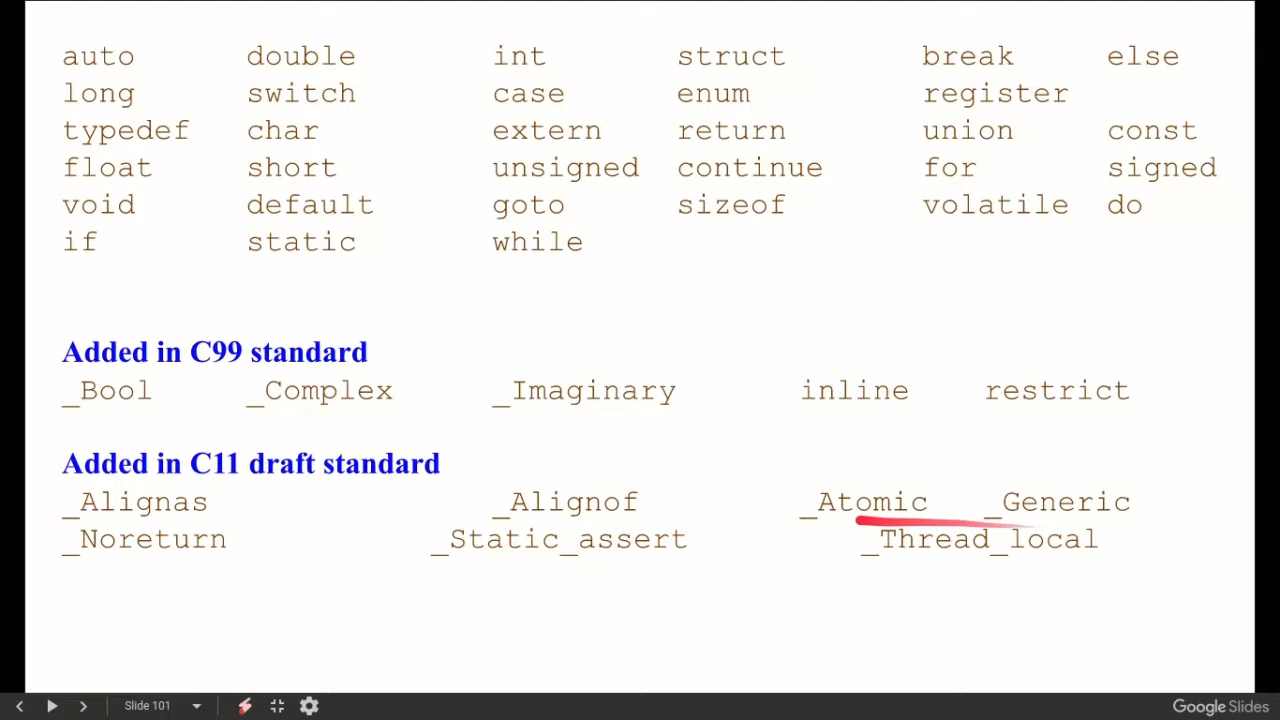 auto double int struct break else
long switch case enum register
typedef char extern return union const
float short unsigned continue for signed
void default goto sizeof volatile do
if static while
Added in C99 standard
_Bool _Complex _Imaginary inline restrict
Added in C11 draft standard
_Alignas _Alignof _Atomic _Generic
_Noreturn _Static_assert _Thread_local
Slide 101 Google Slides